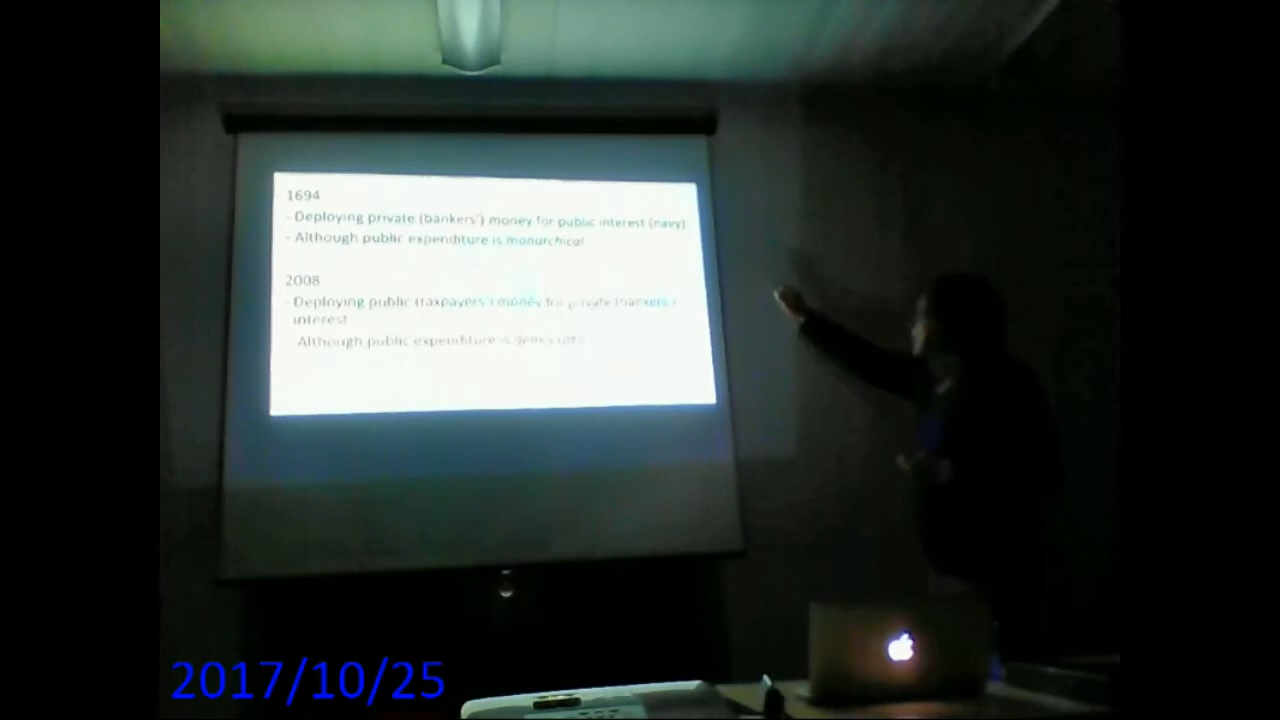 1694
- Deploying private (bankers') money for public interest (navy)
- Although public expenditure is monarchical
2008
- Deploying public (taxpayers') money for private (bankers')
interest
Although public expenditure is democratic
2017/10/25